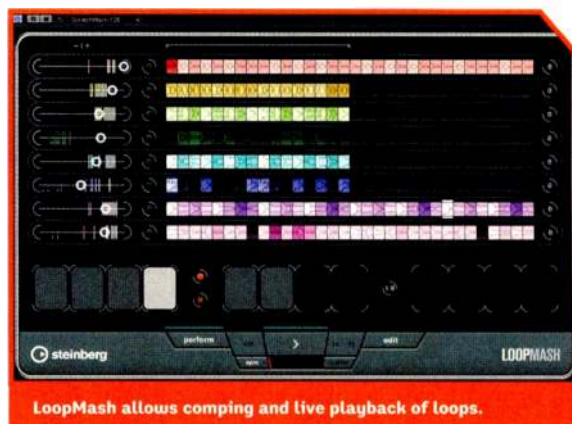 perform
edit
steinberg
LOOPMASH
LoopMash allows comping and live playback of loops.